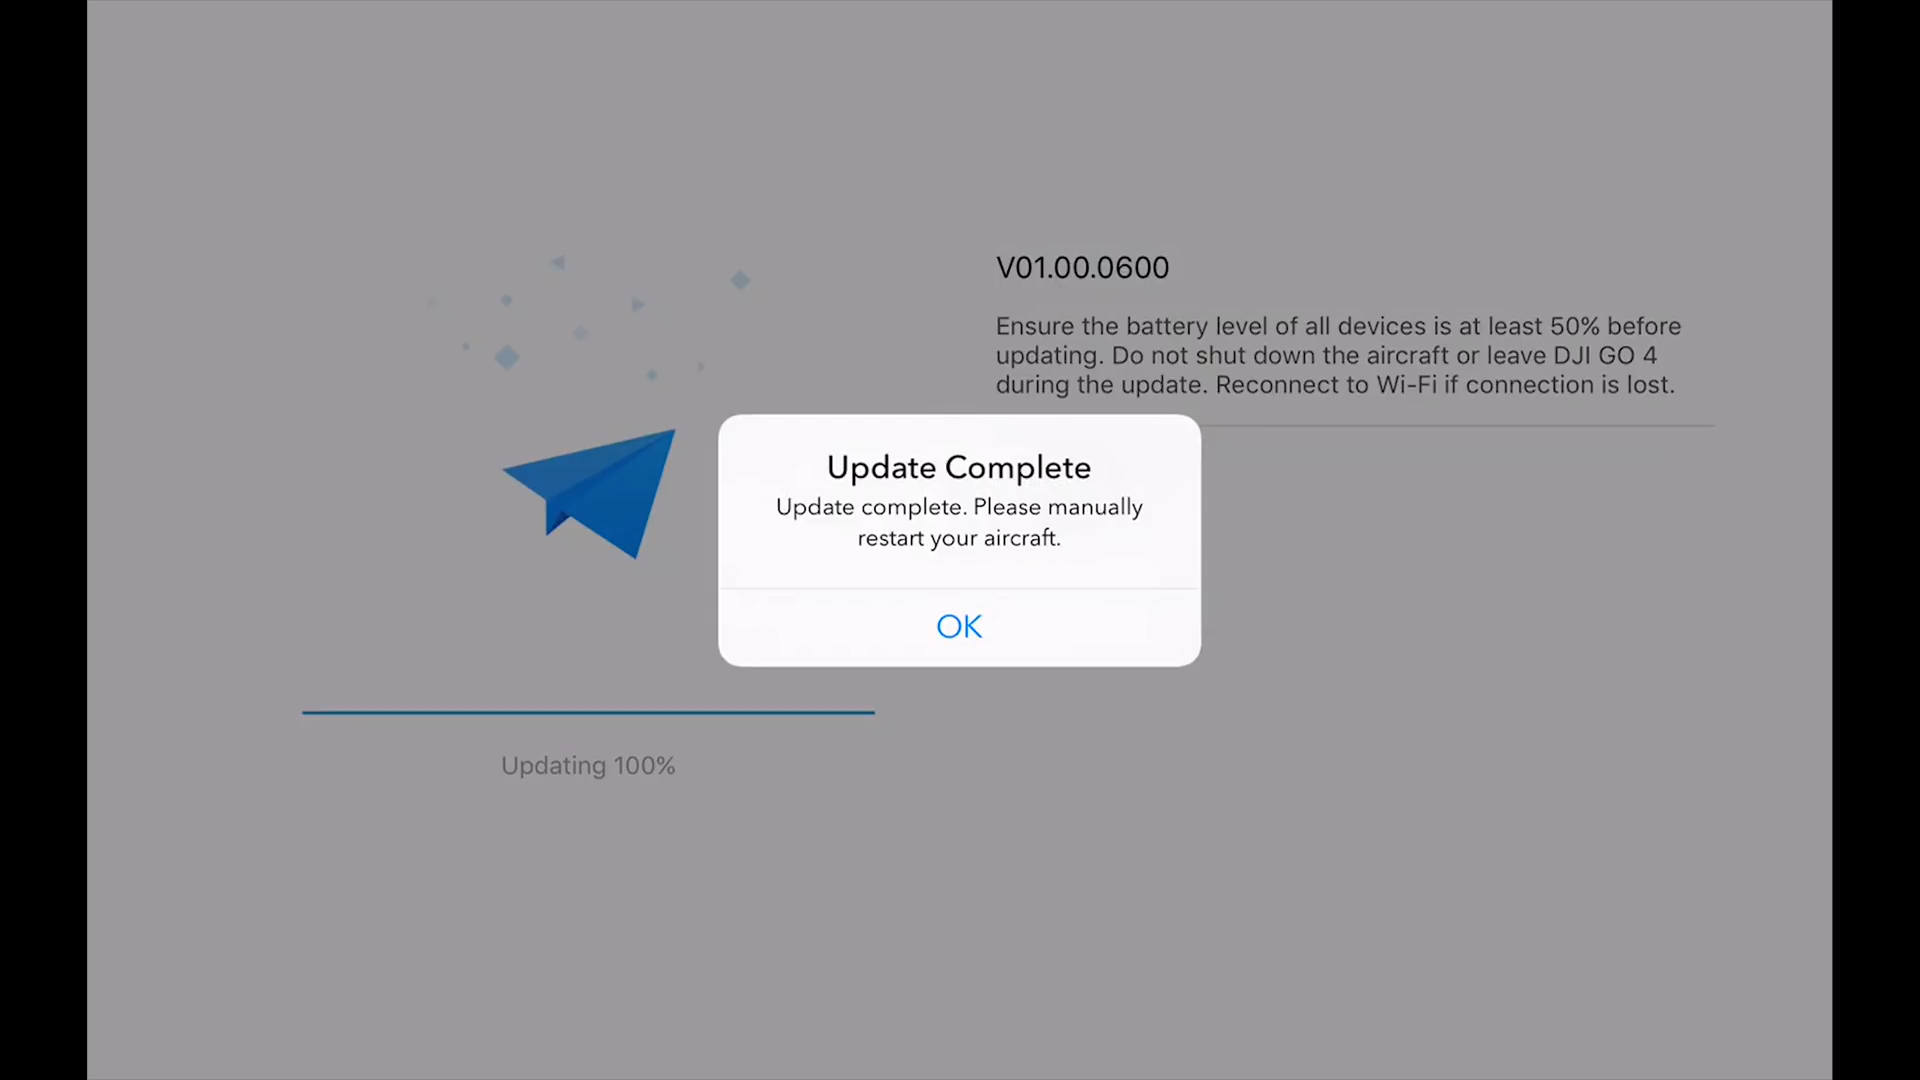 V01.00.0600
Ensure the battery level of all devices is at least 50% before
updating. Do not shut down the aircraft or leave DJI GO 4
during the update. Reconnect to Wi-Fi if connection is lost.
Update Complete
Update complete. Please manually
restart your aircraft.
OK
Updating 100%